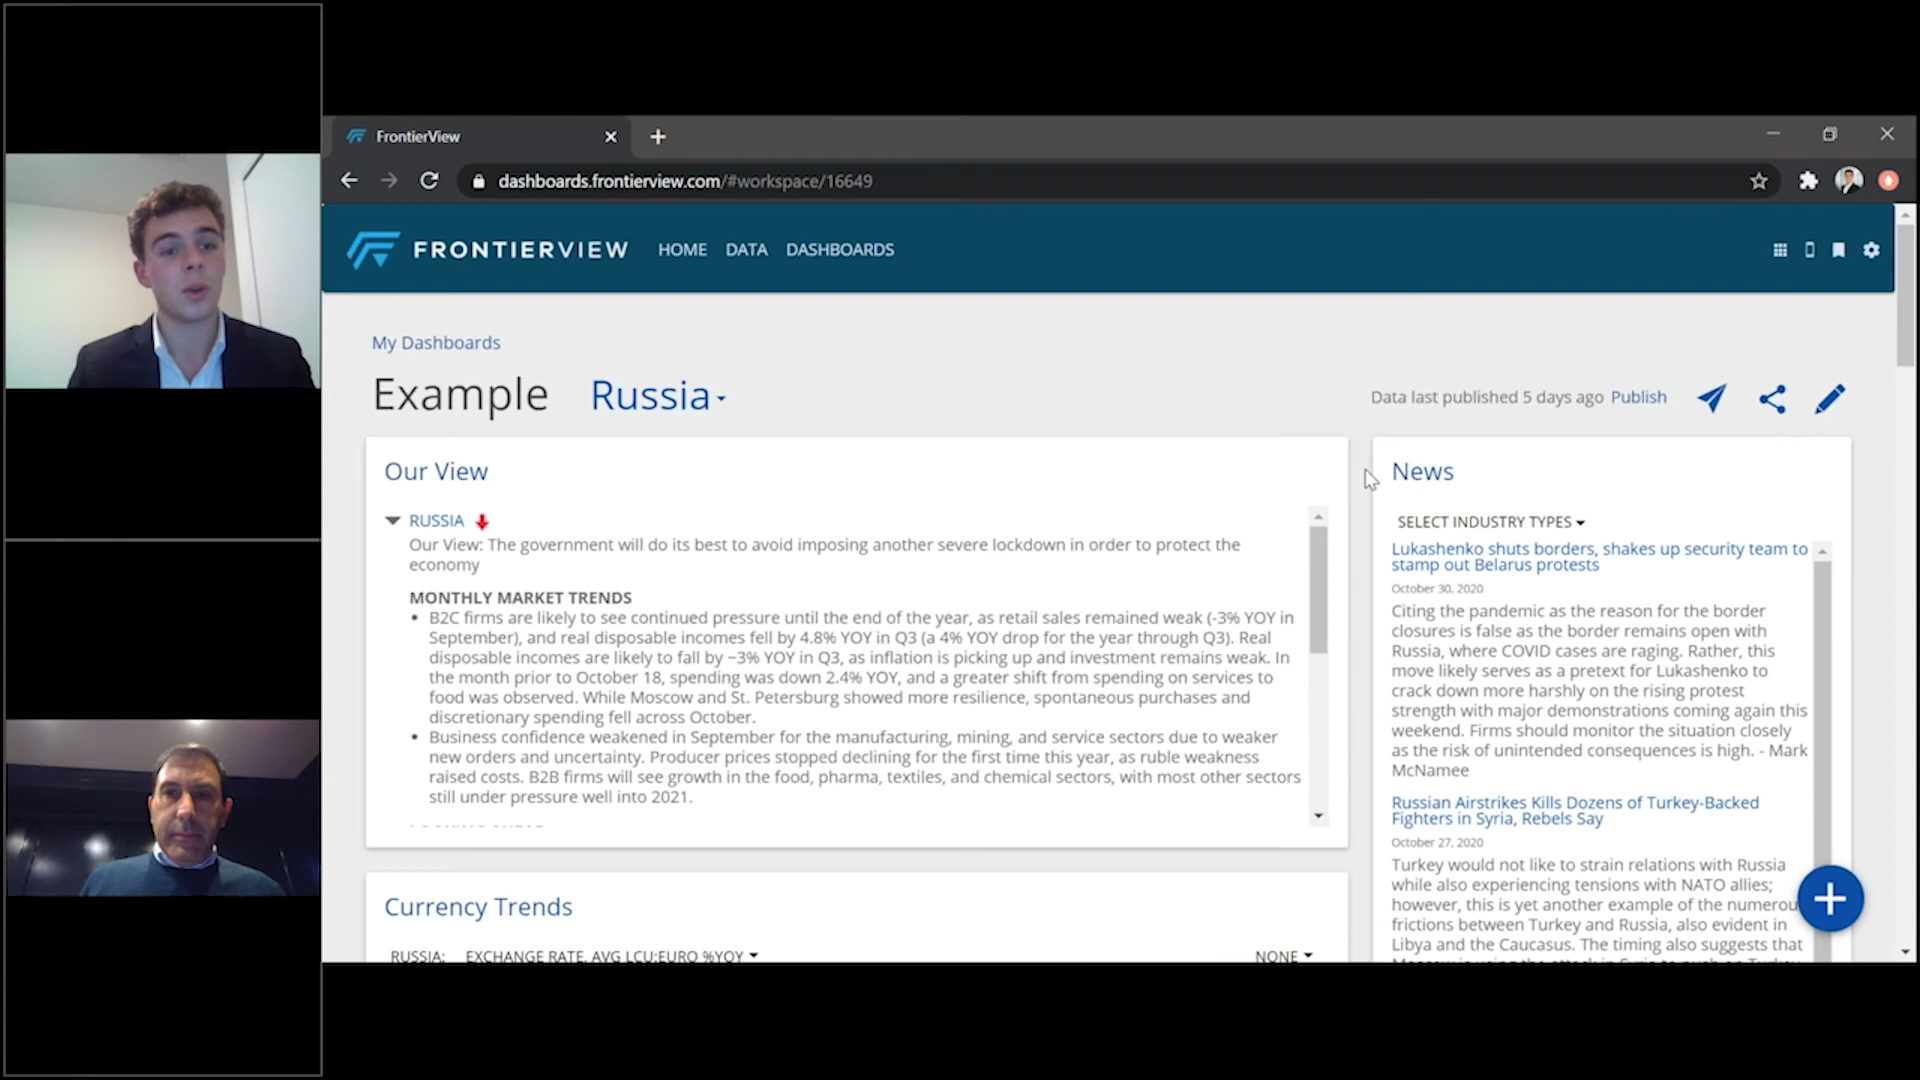 FrontierView
dashboards.frontierview.com/#workspace/16649
FRONTIERVIEW HOME DATA DASHBOARDS
My Dashboards
Example Russia
Data last published 5 days ago Publish
Our View
RUSSIA
Our View: The government will do its best to avoid imposing another severe lockdown in order to protect the
economy
MONTHLY MARKET TRENDS
• B2C firms are likely to see continued pressure until the end of the year, as retail sales remained weak (-3% YOY in
September), and real disposable incomes fell by 4.8% YOY in Q3 (a 4% YOY drop for the year through Q3). Real
disposable incomes are likely to fall by ~3% YOY in Q3, as inflation is picking up and investment remains weak. In
the month prior to October 18, spending was down 2.4% YOY, and a greater shift from spending on services to
food was observed. While Moscow and St. Petersburg showed more resilience, spontaneous purchases and
discretionary spending fell across October.
• Business confidence weakened in September for the manufacturing, mining, and service sectors due to weaker
new orders and uncertainty. Producer prices stopped declining for the first time this year, as ruble weakness
raised costs. B2B firms will see growth in the food, pharma, textiles, and chemical sectors, with most other sectors
still under pressure well into 2021.
Currency Trends
RUSSIA: EXCHANGE RATE, AVG LCU:EURO %YOY
NONE
News
SELECT INDUSTRY TYPES
Lukashenko shuts borders, shakes up security team to
stamp out Belarus protests
October 30, 2020
Citing the pandemic as the reason for the border
closures is false as the border remains open with
Russia, where COVID cases are raging. Rather, this
move likely serves as a pretext for Lukashenko to
crack down more harshly on the rising protest
strength with major demonstrations coming again this
weekend. Firms should monitor the situation closely
as the risk of unintended consequences is high. - Mark
McNamee
Russian Airstrikes Kills Dozens of Turkey-Backed
Fighters in Syria, Rebels Say
October 27, 2020
Turkey would not like to strain relations with Russia
while also experiencing tensions with NATO allies;
however, this is yet another example of the numerou
frictions between Turkey and Russia, also evident in
Libya and the Caucasus. The timing also suggests that